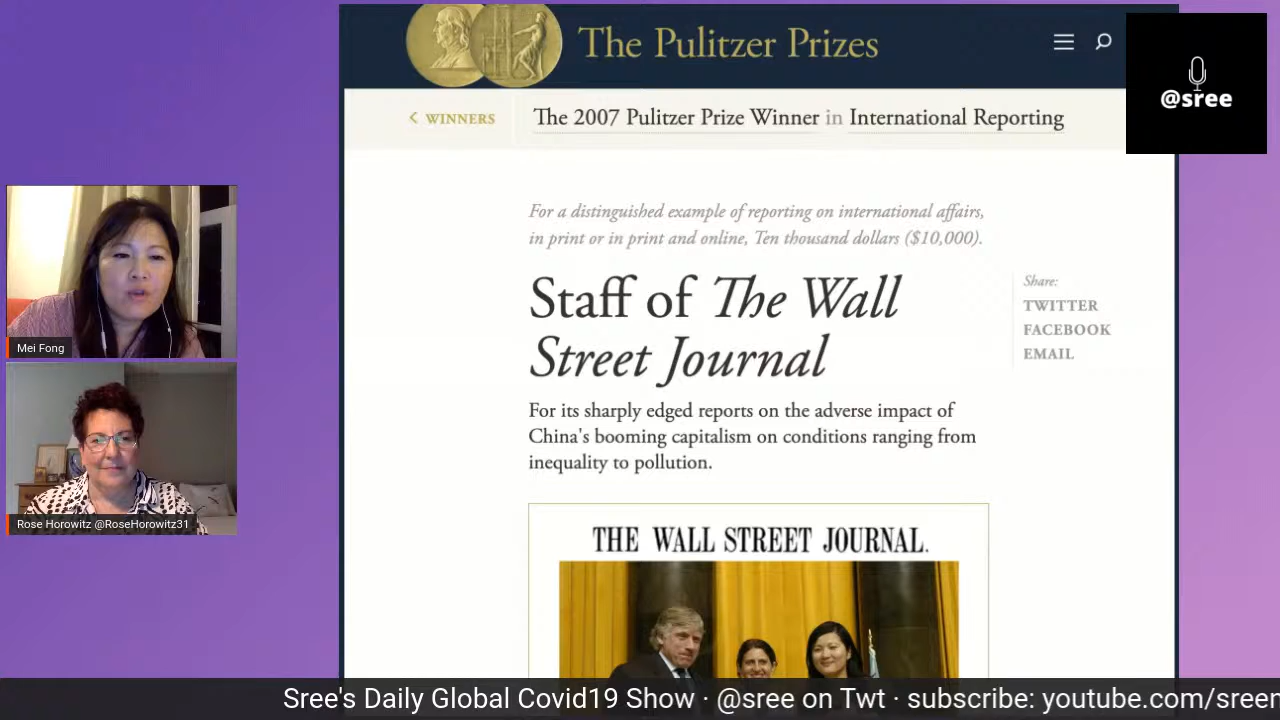 The Pulitzer Prizes
@sree
< WINNERS
The 2007 Pulitzer Prize Winner in International Reporting
For a distinguished example of reporting on international affairs,
in print or in print and online, Ten thousand dollars ($10,000).
Staff of The Wall
Street Journal
Share:
TWITTER
FACEBOOK
EMAIL
For its sharply edged reports on the adverse impact of
China's booming capitalism on conditions ranging from
inequality to pollution.
THE WALL STREET JOURNAL.
Mei Fong
Rose Horowitz @RoseHorowitz31
Sree's Daily Global Covid19 Show · @sree on Twt · subscribe: youtube.com/sreen